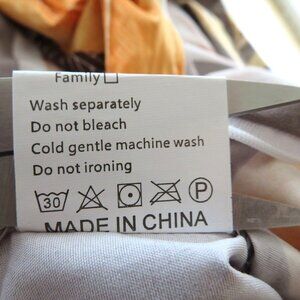 Family
Wash separately
Do not bleach
Cold gentle machine wash
Do not ironing
30 P
MADE IN CHINA